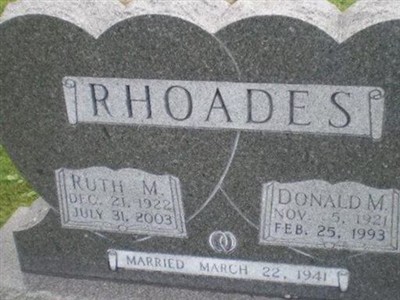 RHOADES
RUTH M.
DEC. 21, 1922
JULY 31, 2003
DONALD M.
NOV. 5, 1921
FEB. 25, 1993
MARRIED MARCH 22, 1941